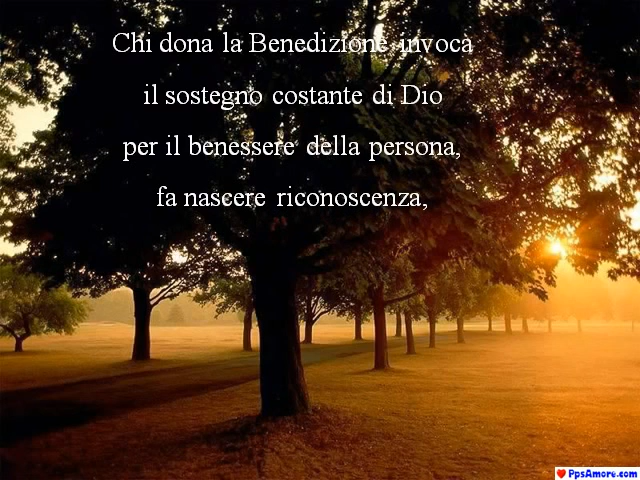 Chi dona la Benedizione invoca
il sostegno costante di Dio
per il benessere della persona,
fa nascere riconoscenza,
PpsAmore.com